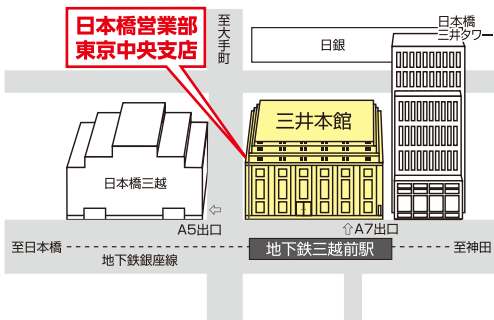 日本橋営業部
東京中央支店
至大手町
日銀
日本橋
三井タワー
三井本館
日本橋三越
A5出口
A7出口
至日本橋
地下鉄三越前駅
至神田
地下鉄銀座線